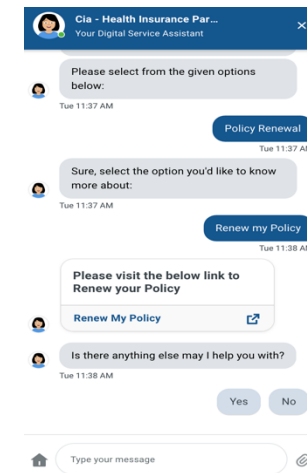 Cia - Health Insurance Par...
Your Digital Service Assistant
Please select from the given options
below:
Tue 11:37 AM
Policy Renewal
Tue 11:37 A
Sure, select the option you'd like to know
more about:
Tue 11:37 AM
Renew my Policy
Tue 11:38 A
Please visit the below link to
Renew your Policy
Renew My Policy
Is there anything else may I help you with?
Tue 11:38 AM
Yes No
Type your message